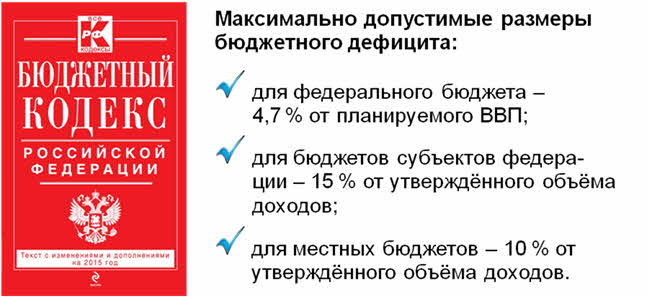 все
К
РФ
кодексы
БЮДЖЕТНЫЙ
КОДЕКС
РОССИЙСКОЙ
ФЕДЕРАЦИИ
Текст с изменениями и дополнениями
на 2015 год
Максимально допустимые размеры
бюджетного дефицита:
для федерального бюджета –
4,7 % от планируемого ВВП;
для бюджетов субъектов федера-
ции – 15 % от утверждённого объёма
доходов;
для местных бюджетов – 10 % от
утверждённого объёма доходов.